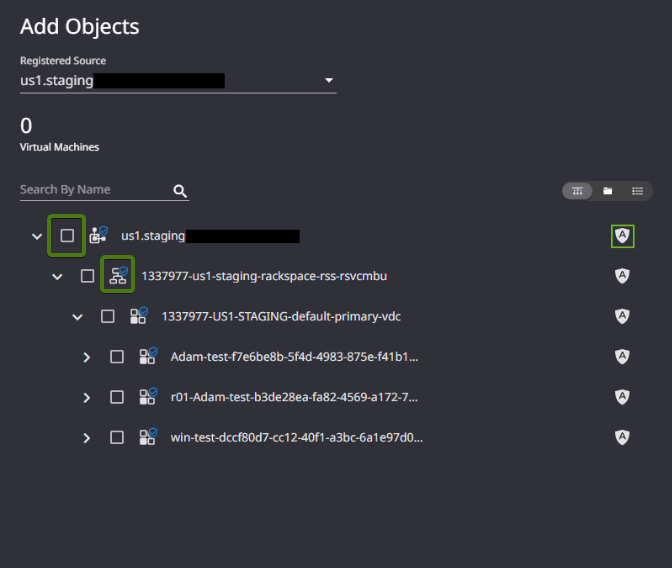 Add Objects
Registered Source
us1.staging
0
Virtual Machines
Search By Name
us1.staging
A
1337977-us1-staging-rackspace-rss-rsvcmbu
A
1337977-US1-STAGING-default-primary-vdc
A
Adam-test-f7e6be8b-5f4d-4983-875e-f41b1...
A
r01-Adam-test-b3de28ea-fa82-4569-a172-7...
A
win-test-dccf80d7-cc12-40f1-a3bc-6a1e97d0...
A